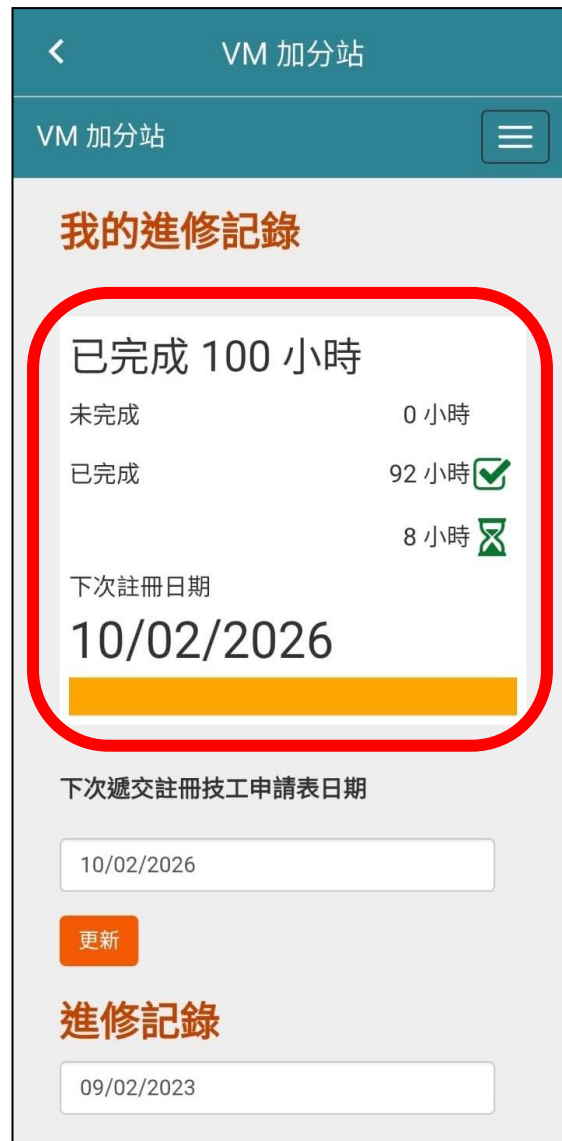 VM 加分站
VM 加分站
我的進修記錄
已完成 100 小時
未完成 0 小時
已完成 92 小時
8 小時
下次註冊日期
10/02/2026
下次遞交註冊技工申請表日期
10/02/2026
更新
進修記錄
09/02/2023